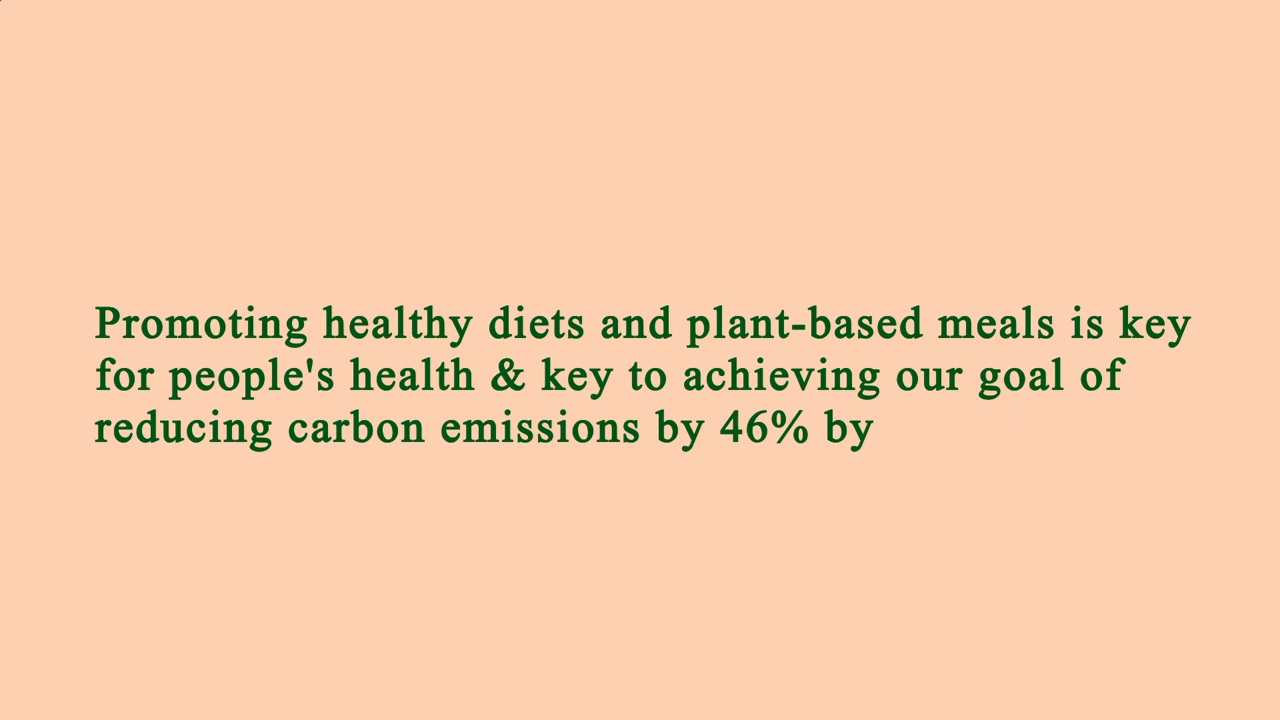 Promoting healthy diets and plant-based meals is key
for people's health & key to achieving our goal of
reducing carbon emissions by 46% by